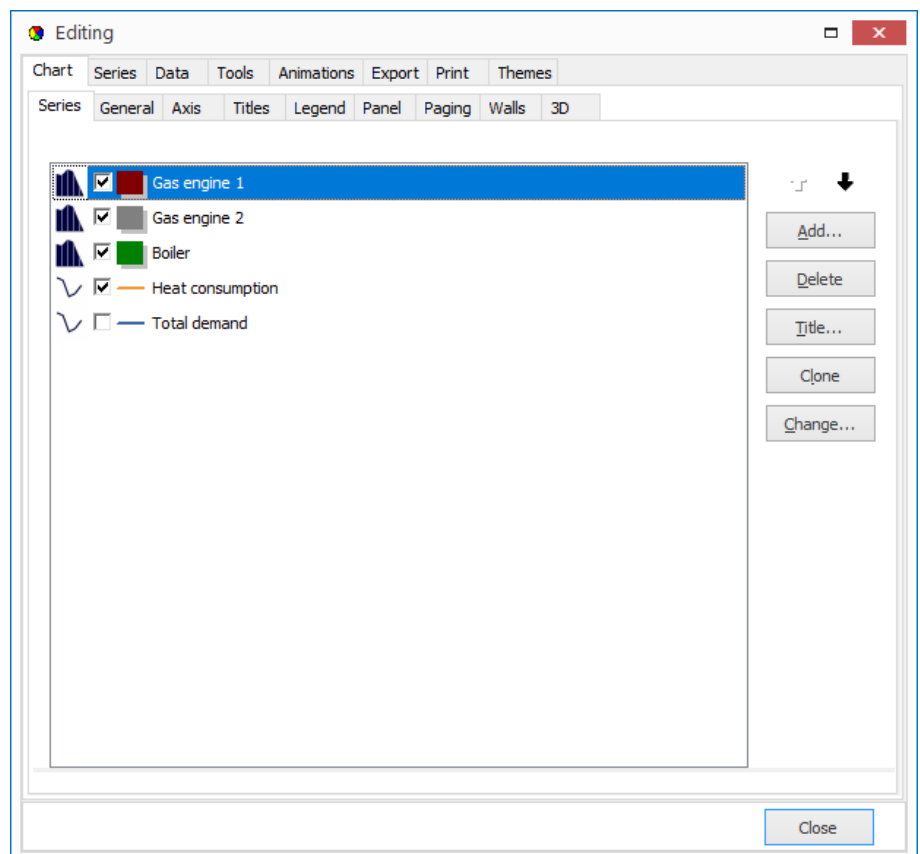 Editing
Chart Series Data Tools Animations Export Print Themes
Series General Axis Titles Legend Panel Paging Walls 3D
Gas engine 1
Gas engine 2
Boiler
Heat consumption
Total demand
Add...
Delete
Title...
Clone
Change...
Close